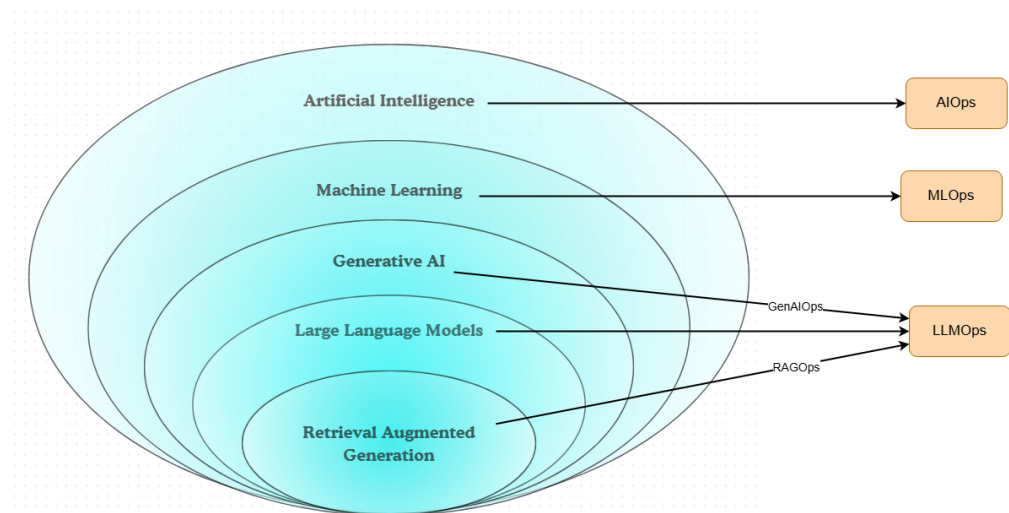 Artificial Intelligence
AIOps
Machine Learning
MLOps
Generative AI
GenAIOps
Large Language Models
LLMOps
RAGOps
Retrieval Augmented
Generation